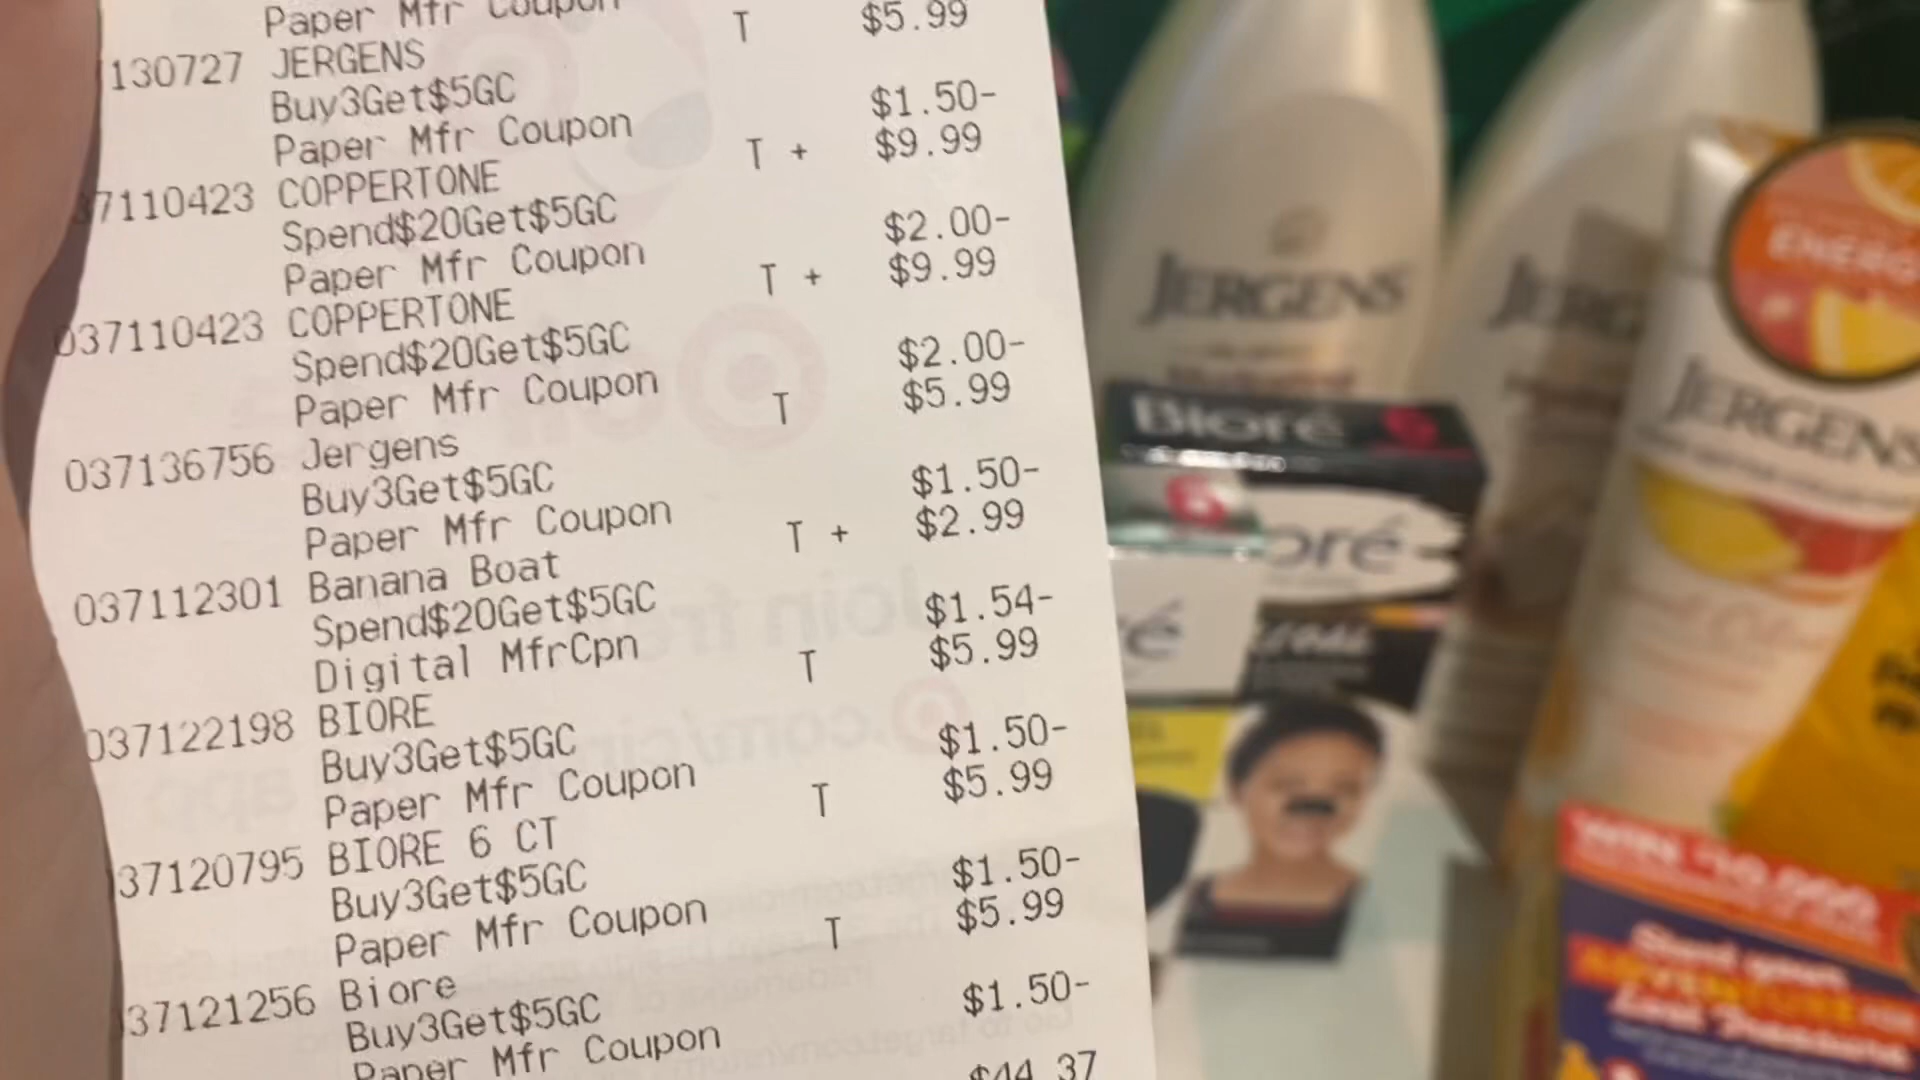 Paper Mfr Coupon
130727 JERGENS T $5.99
Buy3Get$5GC
Paper Mfr Coupon $1.50-
7110423 COPPERTONE T + $9.99
Spend$20Get$5GC
Paper Mfr Coupon $2.00-
037110423 COPPERTONE T + $9.99
Spend$20Get$5GC
Paper Mfr Coupon $2.00-
037136756 Jergens T $5.99
Buy3Get$5GC
Paper Mfr Coupon $1.50-
037112301 Banana Boat T + $2.99
Spend$20Get$5GC
Digital MfrCpn $1.54-
037122198 BIORE T $5.99
Buy3Get$5GC
Paper Mfr Coupon $1.50-
37120795 BIORE 6 CT T $5.99
Buy3Get$5GC
Paper Mfr Coupon $1.50-
37121256 Biore T $5.99
Buy3Get$5GC
Paper Mfr Coupon $1.50-
$44.37
JERGENS
JERGENS
ENERG
JERGENS
Bioré
oré
é
WIN $10,000